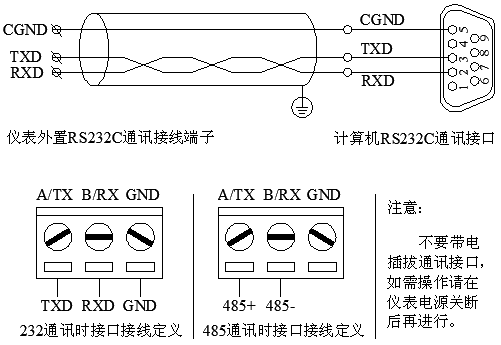 CGND CGND
TXD TXD
RXD RXD
5
4
3
2
1
9
8
7
6
仪表外置RS232C通讯接线端子 计算机RS232C通讯接口
A/TX B/RX GND
TXD RXD GND
232通讯时接口接线定义
A/TX B/RX GND
485+ 485-
485通讯时接口接线定义
注意：
不要带电
插拔通讯接口，
如需操作请在
仪表电源关断
后再进行。